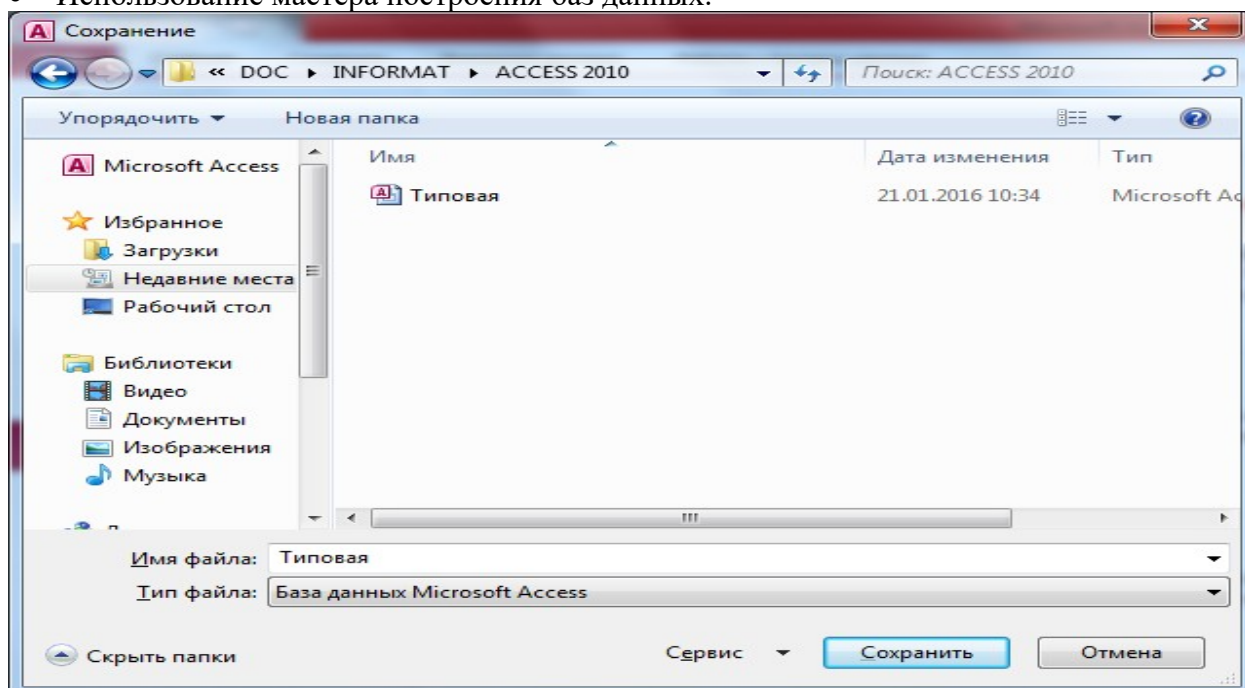 • Использование мастера построения баз данных.
Сохранение
« DOC ▸ INFORMAT ▸ ACCESS 2010
Поиск: ACCESS 2010
Упорядочить Новая папка
Microsoft Access
Избранное
Загрузки
Недавние места
Рабочий стол
Библиотеки
Видео
Документы
Изображения
Музыка
Имя Дата изменения Тип
Типовая 21.01.2016 10:34 Microsoft Ac
Имя файла: Типовая
Тип файла: База данных Microsoft Access
Скрыть папки Сервис Сохранить Отмена